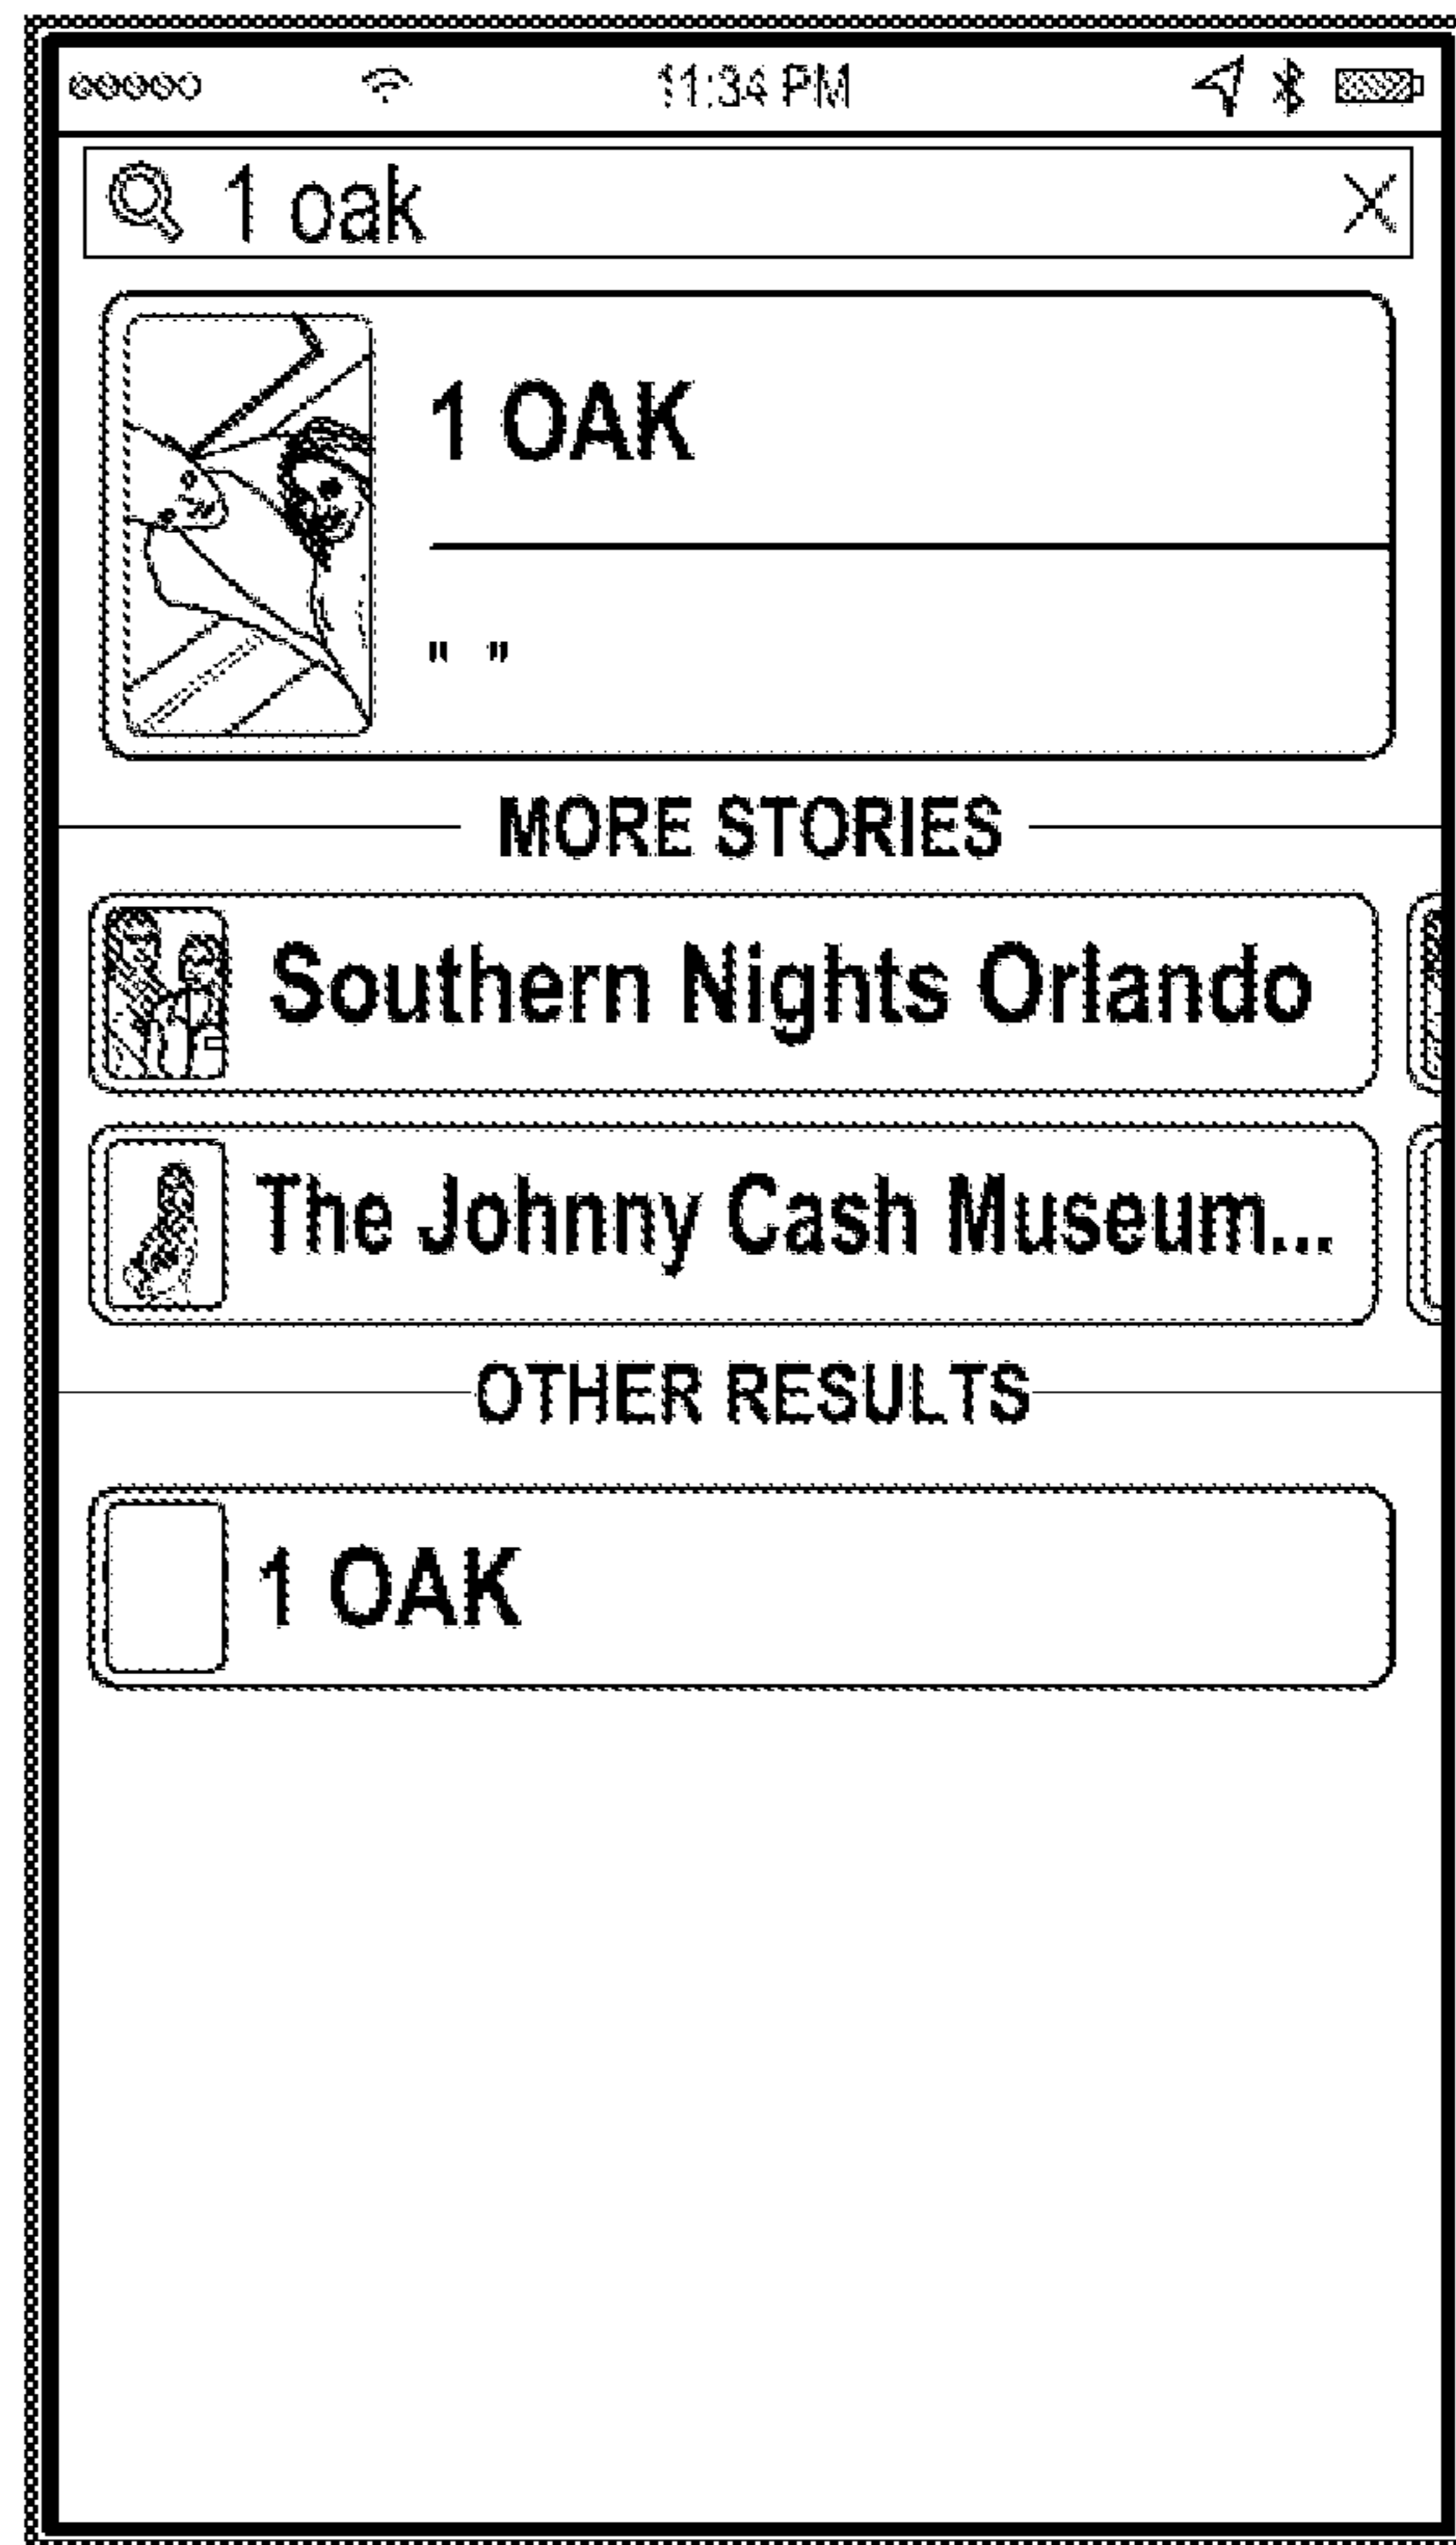 11:34 PM
1 oak
1 OAK
" "
MORE STORIES
Southern Nights Orlando
The Johnny Cash Museum...
OTHER RESULTS
1 OAK